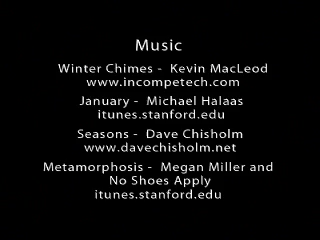 Music
Winter Chimes - Kevin MacLeod
www.incompetech.com
January - Michael Halaas
itunes.stanford.edu
Seasons - Dave Chisholm
www.davechisholm.net
Metamorphosis - Megan Miller and
No Shoes Apply
itunes.stanford.edu